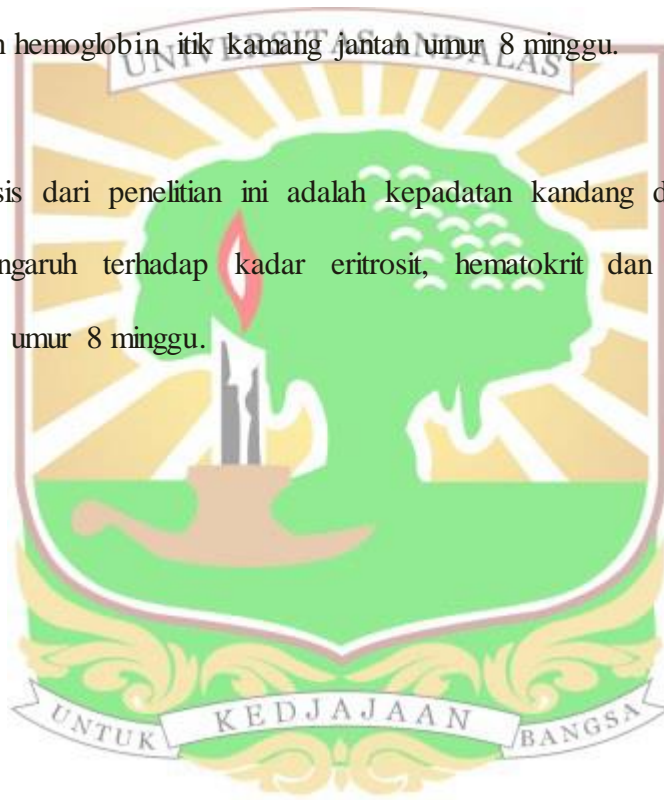 n hemoglobin itik kamang jantan umur 8 minggu.
UNIVERSITAS ANDALAS
sis dari penelitian ini adalah kepadatan kandang d
ngaruh terhadap kadar eritrosit, hematokrit dan
umur 8 minggu.
UNTUK KEDJAJAAN BANGSA